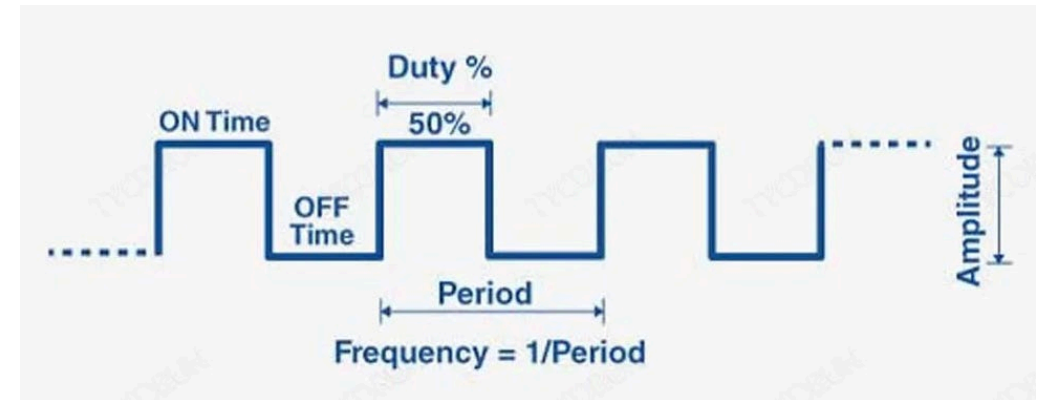 Duty %
50%
ON Time
OFF
Time
Amplitude
Period
Frequency = 1/Period